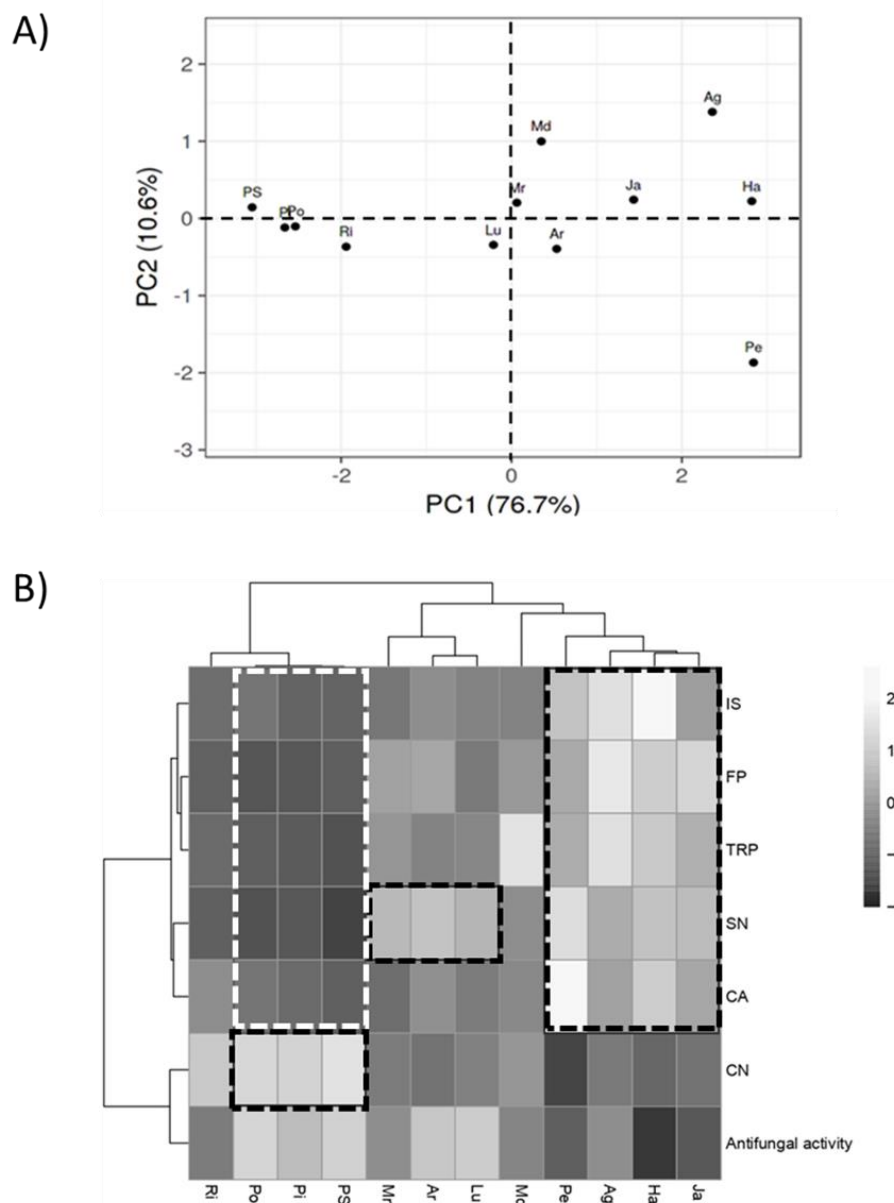 A)
2
1
0
-1
-2
-3
PC2 (10.6%)
Ag
Md
PS
Mr
Ja
Ha
Po
Ri
Lu
Ar
Pe
-2
0
2
PC1 (76.7%)
B)
IS
FP
TRP
SN
CA
CN
Antifungal activity
2
1
0
Ri
Po
Pi
PS
Mr
Ar
Lu
Pe
Ag
Ha
Ja